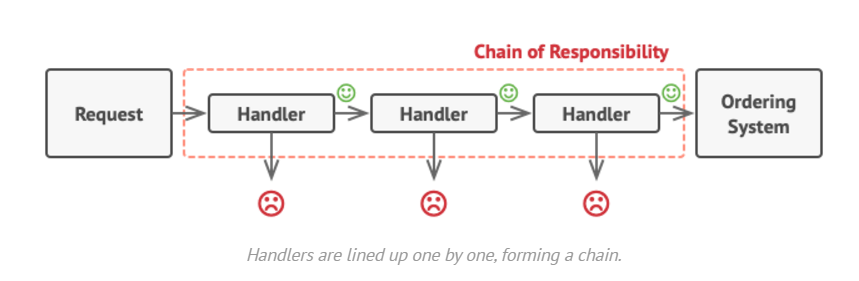 Chain of Responsibility
Request
Handler
Handler
Handler
Ordering
System
Handlers are lined up one by one, forming a chain.